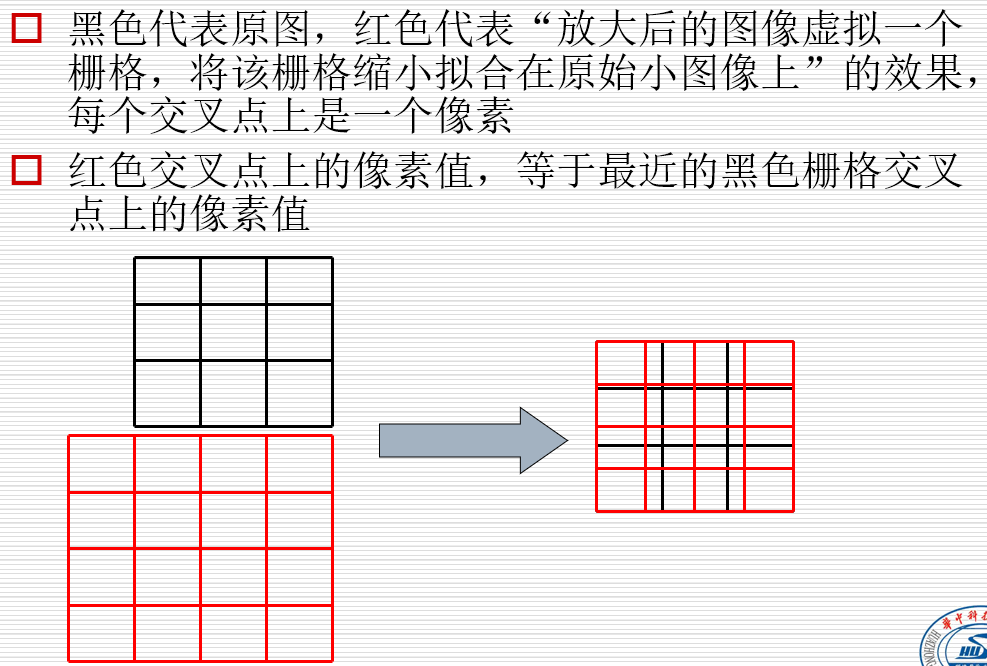 黑色代表原图，红色代表“放大后的图像虚拟一个
栅格，将该栅格缩小拟合在原始小图像上”的效果，
每个交叉点上是一个像素
红色交叉点上的像素值，等于最近的黑色栅格交叉
点上的像素值